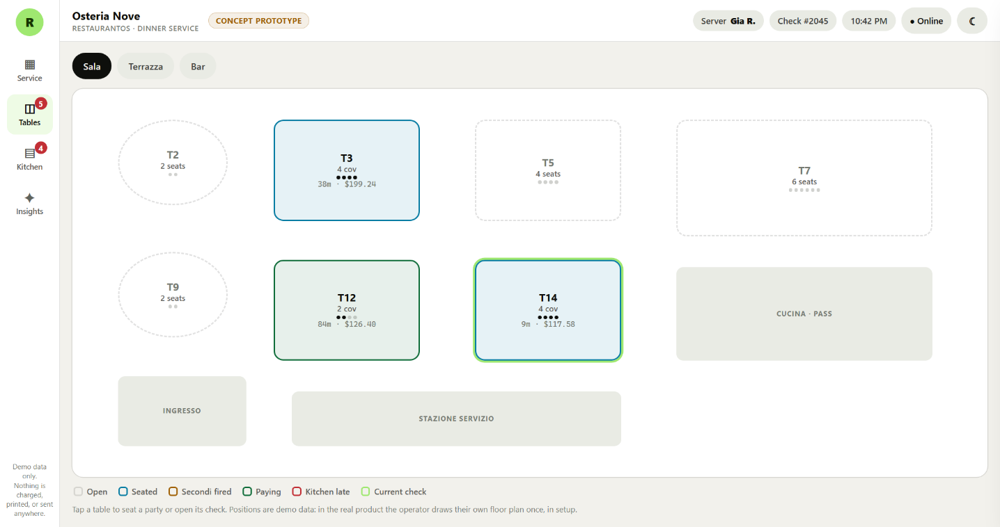 R
Osteria Nove
RESTAURANTOS · DINNER SERVICE
CONCEPT PROTOTYPE
Server Gia R.
Check #2045
10:42 PM
● Online
☾
Service
5
Tables
4
Kitchen
Insights
Demo data
only.
Nothing is
charged,
printed, or sent
anywhere.
Sala
Terrazza
Bar
T2
2 seats
T3
4 cov
38m · $199.24
T5
4 seats
T7
6 seats
T9
2 seats
T12
2 cov
84m · $126.40
T14
4 cov
9m · $117.58
CUCINA · PASS
INGRESSO
STAZIONE SERVIZIO
Open
Seated
Secondi fired
Paying
Kitchen late
Current check
Tap a table to seat a party or open its check. Positions are demo data: in the real product the operator draws their own floor plan once, in setup.